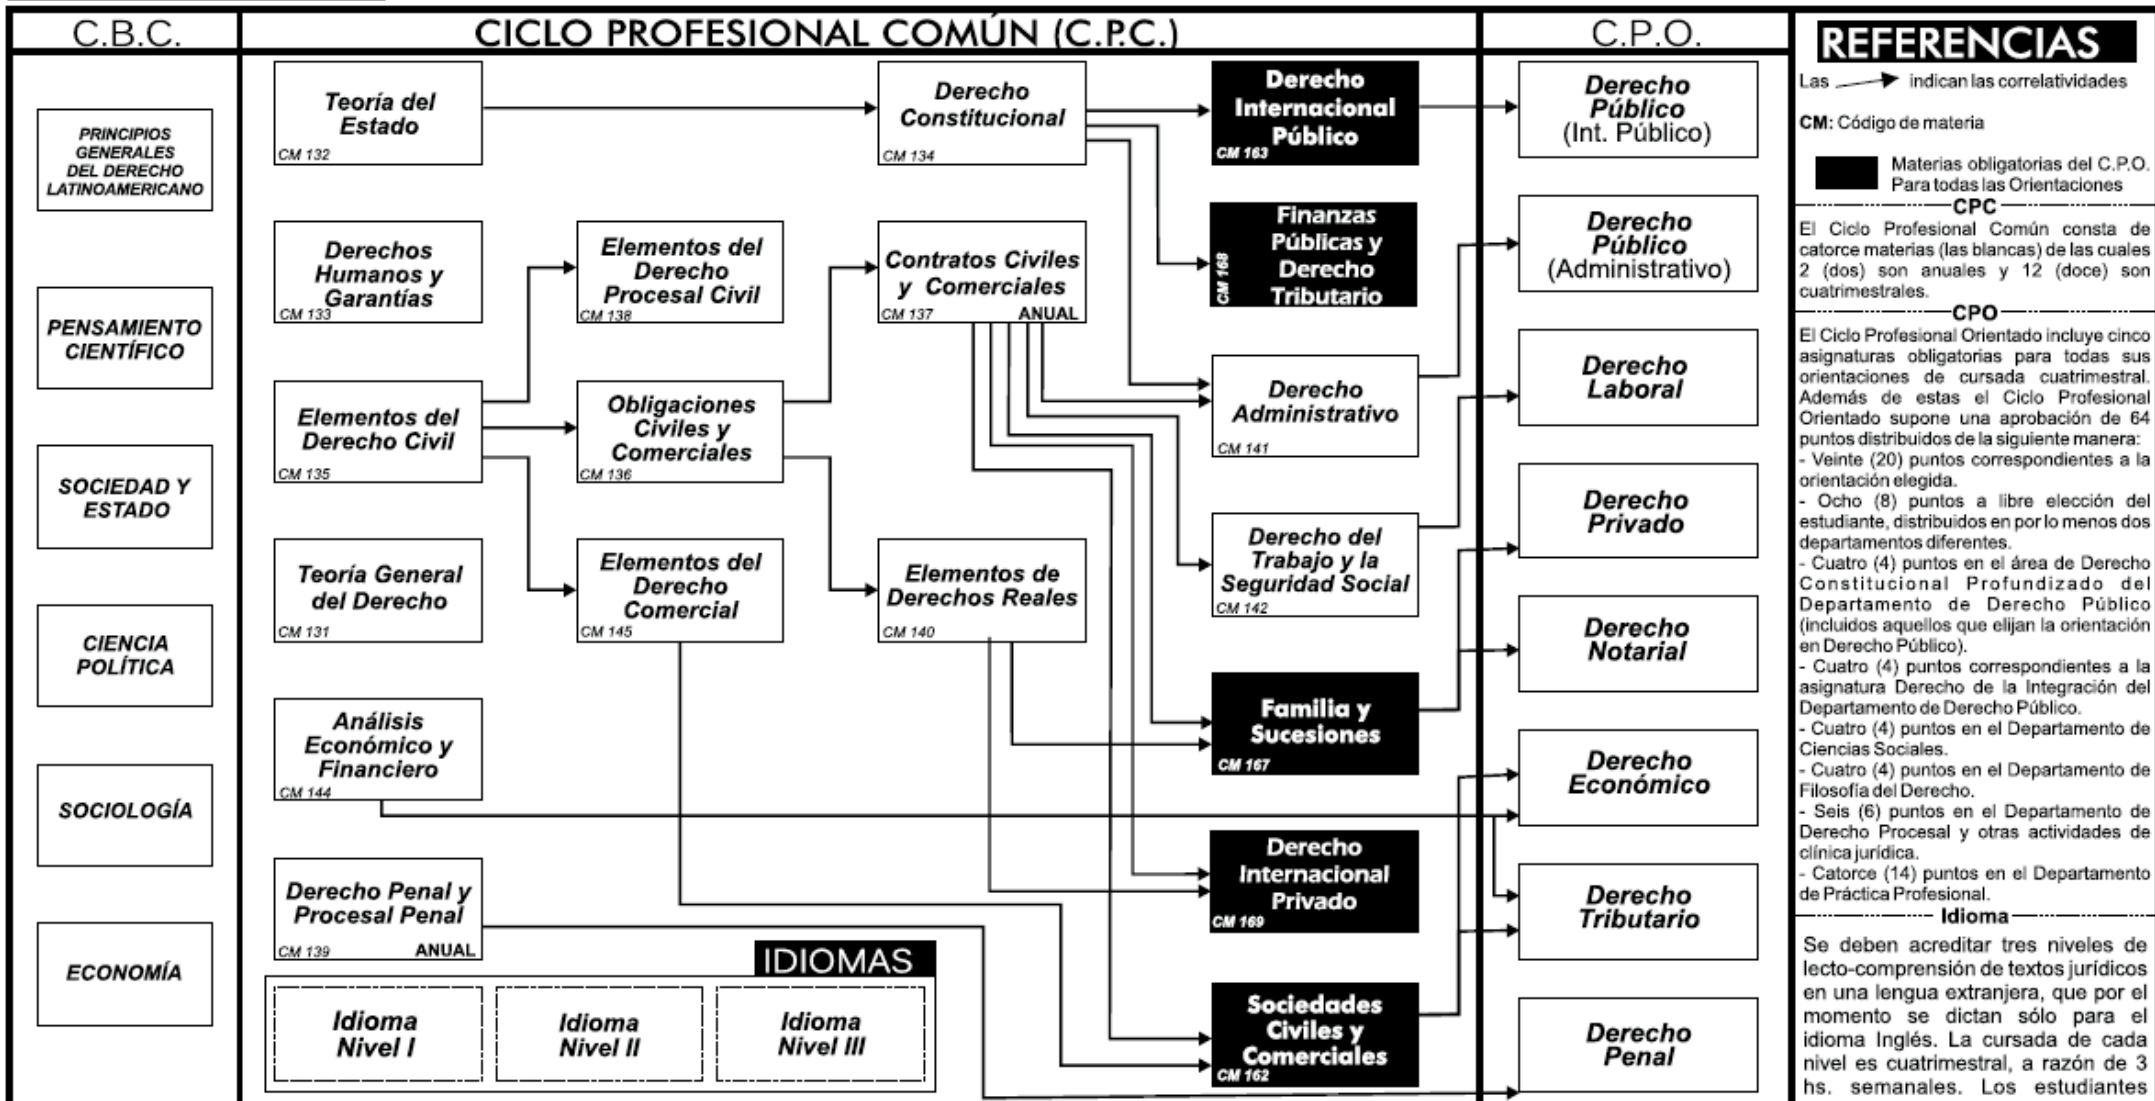 C.B.C.
CICLO PROFESIONAL COMÚN (C.P.C.)
C.P.O.
PRINCIPIOS
GENERALES
DEL DERECHO
LATINOAMERICANO
PENSAMIENTO
CIENTÍFICO
SOCIEDAD Y
ESTADO
CIENCIA
POLÍTICA
SOCIOLOGÍA
ECONOMÍA
Teoría del
Estado
CM 132
Derechos
Humanos y
Garantías
CM 133
Elementos del
Derecho Civil
CM 135
Teoría General
del Derecho
CM 131
Análisis
Económico y
Financiero
CM 144
Derecho Penal y
Procesal Penal
CM 139
ANUAL
Elementos del
Derecho
Procesal Civil
CM 138
Obligaciones
Civiles y
Comerciales
CM 136
Elementos del
Derecho
Comercial
CM 145
Derecho
Constitucional
CM 134
Contratos Civiles
y Comerciales
CM 137
ANUAL
Elementos de
Derechos Reales
CM 140
IDIOMAS
Idioma
Nivel I
Idioma
Nivel II
Idioma
Nivel III
Derecho
Internacional
Público
CM 163
Finanzas
Públicas y
Derecho
Tributario
CM 168
Derecho
Administrativo
CM 141
Derecho del
Trabajo y la
Seguridad Social
CM 142
Familia y
Sucesiones
CM 167
Derecho
Internacional
Privado
CM 169
Sociedades
Civiles y
Comerciales
CM 162
Derecho
Público
(Int. Público)
Derecho
Público
(Administrativo)
Derecho
Laboral
Derecho
Privado
Derecho
Notarial
Derecho
Económico
Derecho
Tributario
Derecho
Penal
REFERENCIAS
Las indican las correlatividades
CM: Código de materia
Materias obligatorias del C.P.O.
Para todas las Orientaciones
CPC
El Ciclo Profesional Común consta de
catorce materias (las blancas) de las cuales
2 (dos) son anuales y 12 (doce) son
cuatrimestrales.
CPO
El Ciclo Profesional Orientado incluye cinco
asignaturas obligatorias para todas sus
orientaciones de cursada cuatrimestral.
Además de estas el Ciclo Profesional
Orientado supone una aprobación de 64
puntos distribuidos de la siguiente manera:
- Veinte (20) puntos correspondientes a la
orientación elegida.
- Ocho (8) puntos a libre elección del
estudiante, distribuidos en por lo menos dos
departamentos diferentes.
- Cuatro (4) puntos en el área de Derecho
Constitucional Profundizado del
Departamento de Derecho Público
(incluidos aquellos que elijan la orientación
en Derecho Público).
- Cuatro (4) puntos correspondientes a la
asignatura Derecho de la Integración del
Departamento de Derecho Público.
- Cuatro (4) puntos en el Departamento de
Ciencias Sociales.
- Cuatro (4) puntos en el Departamento de
Filosofía del Derecho.
- Seis (6) puntos en el Departamento de
Derecho Procesal y otras actividades de
clínica jurídica.
- Catorce (14) puntos en el Departamento
de Práctica Profesional.
Idioma
Se deben acreditar tres niveles de
lecto-comprensión de textos jurídicos
en una lengua extranjera, que por el
momento se dictan sólo para el
idioma Inglés. La cursada de cada
nivel es cuatrimestral, a razón de 3
hs. semanales. Los estudiantes